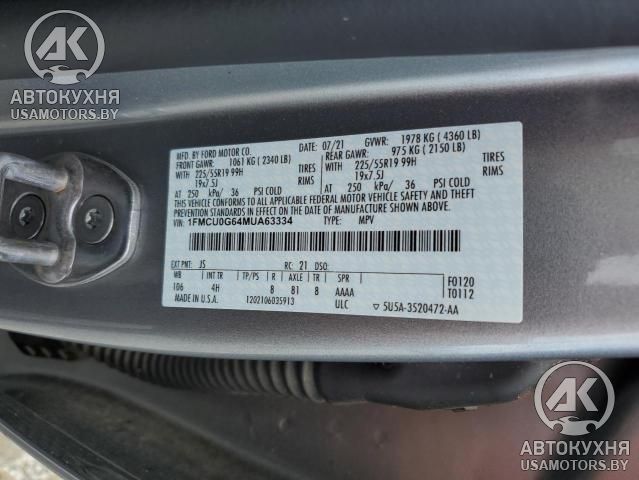 АК
АВТОКУХНЯ
USAMOTORS.BY
MFD. BY FORD MOTOR CO. DATE: 07/21 GVWR: 1978 KG ( 4360 LB)
FRONT GAWR: 1061 KG ( 2340 LB) REAR GAWR: 975 KG ( 2150 LB)
WITH 225/55R19 99H TIRES WITH 225/55R19 99H TIRES
19x7.5J RIMS 19x7.5J RIMS
AT 250 kPa/ 36 PSI COLD AT 250 kPa/ 36 PSI COLD
THIS VEHICLE CONFORMS TO ALL APPLICABLE FEDERAL MOTOR VEHICLE SAFETY AND THEFT
PREVENTION STANDARDS IN EFFECT ON THE DATE OF MANUFACTURE SHOWN ABOVE.
VIN: 1FMCU0G64MUA63334 TYPE: MPV
EXT PNT: JS RC: 21 DSO:
WB INT TR TP/PS R AXLE TR SPR F0120
106 4H 8 81 8 AAAA T0112
MADE IN U.S.A. 1202106035913 ULC 5U5A-3520472-AA
АК
АВТОКУХНЯ
USAMOTORS.BY